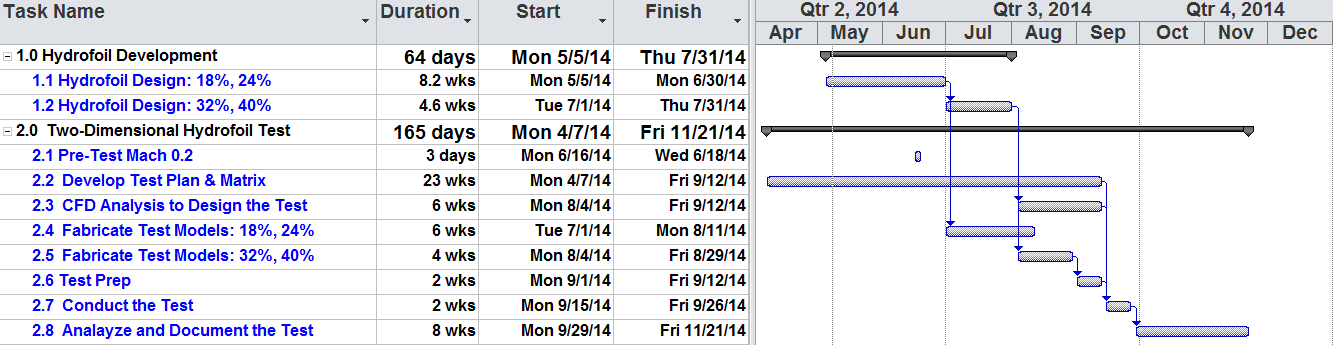 Task Name Duration Start Finish Qtr 2, 2014 Qtr 3, 2014 Qtr 4, 2014
Apr May Jun Jul Aug Sep Oct Nov Dec
1.0 Hydrofoil Development 64 days Mon 5/5/14 Thu 7/31/14
1.1 Hydrofoil Design: 18%, 24% 8.2 wks Mon 5/5/14 Mon 6/30/14
1.2 Hydrofoil Design: 32%, 40% 4.6 wks Tue 7/1/14 Thu 7/31/14
2.0 Two-Dimensional Hydrofoil Test 165 days Mon 4/7/14 Fri 11/21/14
2.1 Pre-Test Mach 0.2 3 days Mon 6/16/14 Wed 6/18/14
2.2 Develop Test Plan & Matrix 23 wks Mon 4/7/14 Fri 9/12/14
2.3 CFD Analysis to Design the Test 6 wks Mon 8/4/14 Fri 9/12/14
2.4 Fabricate Test Models: 18%, 24% 6 wks Tue 7/1/14 Mon 8/11/14
2.5 Fabricate Test Models: 32%, 40% 4 wks Mon 8/4/14 Fri 8/29/14
2.6 Test Prep 2 wks Mon 9/1/14 Fri 9/12/14
2.7 Conduct the Test 2 wks Mon 9/15/14 Fri 9/26/14
2.8 Analayze and Document the Test 8 wks Mon 9/29/14 Fri 11/21/14